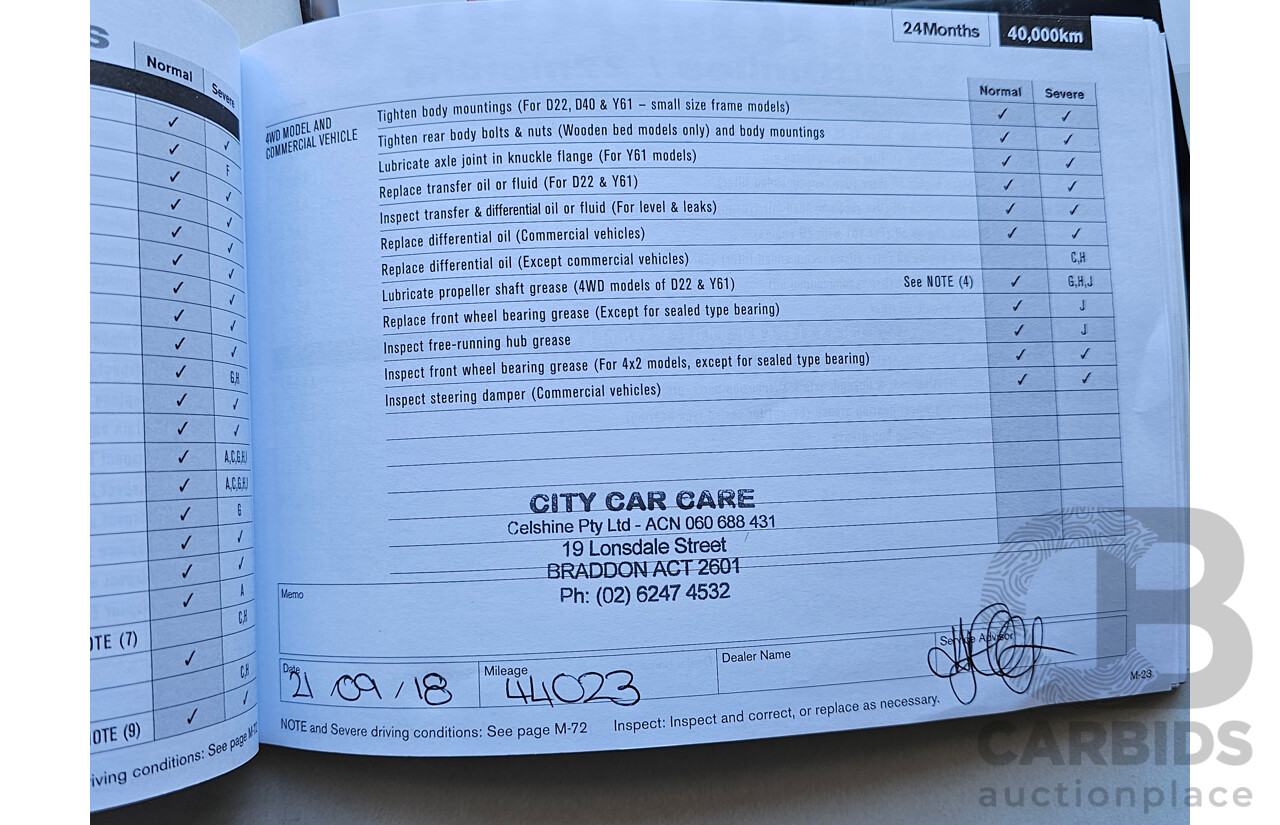 S
Normal Severe
✓ ✓
✓ F
✓ ✓
✓ ✓
✓ ✓
✓ ✓
✓ ✓
✓ ✓
✓ ✓
✓ G,H
✓ ✓
✓ ✓
✓ A,C,G,H,J
✓ A,C,G,H,J
✓ G
✓ ✓
✓ ✓
✓ A
C,H
OTE (7)
✓ C,H
OTE (9) ✓ ✓
iving conditions: See page M-72
24Months 40,000km
Normal Severe
4WD MODEL AND
COMMERCIAL VEHICLE
Tighten body mountings (For D22, D40 & Y61 – small size frame models) ✓ ✓
Tighten rear body bolts & nuts (Wooden bed models only) and body mountings ✓ ✓
Lubricate axle joint in knuckle flange (For Y61 models) ✓ ✓
Replace transfer oil or fluid (For D22 & Y61) ✓ ✓
Inspect transfer & differential oil or fluid (For level & leaks) ✓ ✓
Replace differential oil (Commercial vehicles) ✓ ✓
Replace differential oil (Except commercial vehicles) C,H
Lubricate propeller shaft grease (4WD models of D22 & Y61) See NOTE (4) ✓ G,H,J
Replace front wheel bearing grease (Except for sealed type bearing) ✓ J
Inspect free-running hub grease ✓ J
Inspect front wheel bearing grease (For 4x2 models, except for sealed type bearing) ✓ ✓
Inspect steering damper (Commercial vehicles) ✓ ✓
CITY CAR CARE
Celshine Pty Ltd - ACN 060 688 431
19 Lonsdale Street
BRADDON ACT 2601
Ph: (02) 6247 4532
Memo
Date 21/09/18 Mileage 44023 Dealer Name Service Advisor
NOTE and Severe driving conditions: See page M-72 Inspect: Inspect and correct, or replace as necessary.
M-23
CARBIDS
auctionplace